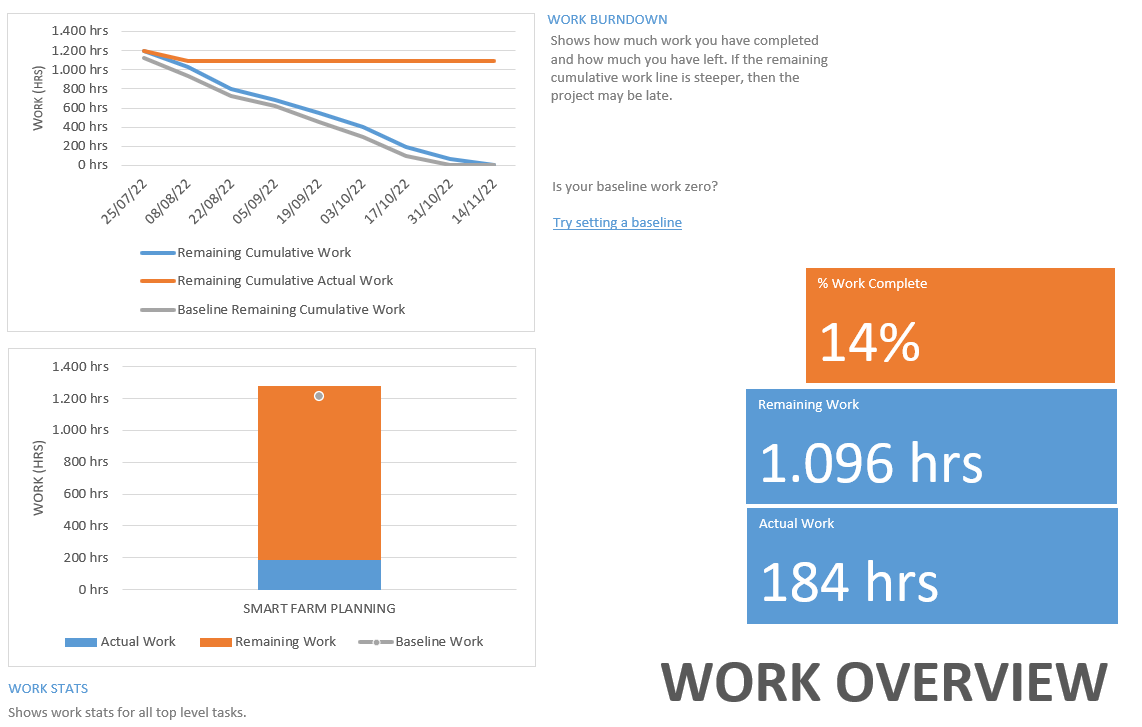 1.400 hrs
1.200 hrs
1.000 hrs
800 hrs
600 hrs
400 hrs
200 hrs
0 hrs
WORK (HRS)
25/07/22
08/08/22
22/08/22
05/09/22
19/09/22
03/10/22
17/10/22
31/10/22
14/11/22
Remaining Cumulative Work
Remaining Cumulative Actual Work
Baseline Remaining Cumulative Work
WORK BURNDOWN
Shows how much work you have completed
and how much you have left. If the remaining
cumulative work line is steeper, then the
project may be late.
Is your baseline work zero?
Try setting a baseline
% Work Complete
14%
Remaining Work
1.096 hrs
Actual Work
184 hrs
1.400 hrs
1.200 hrs
1.000 hrs
800 hrs
600 hrs
400 hrs
200 hrs
0 hrs
WORK (HRS)
SMART FARM PLANNING
Actual Work
Remaining Work
Baseline Work
WORK STATS
Shows work stats for all top level tasks.
WORK OVERVIEW